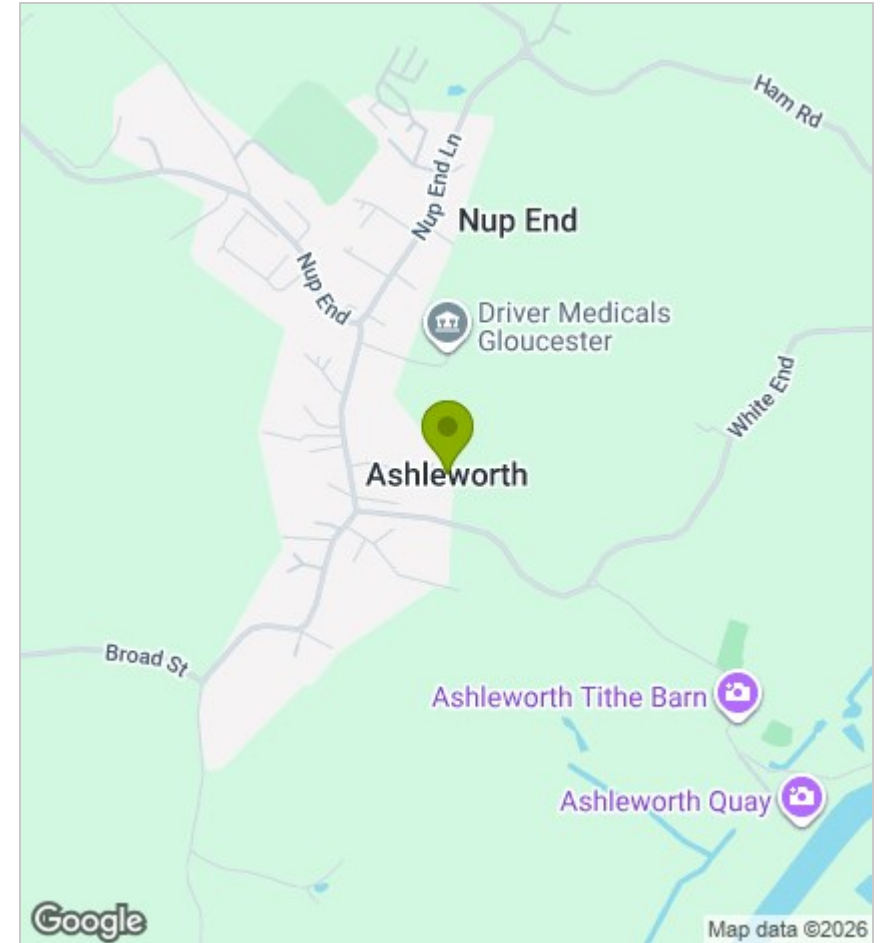 Ham Rd
Nup End Ln
Nup End
Nup End
Driver Medicals
Gloucester
White End
Ashleworth
Broad St
Ashleworth Tithe Barn
Ashleworth Quay
Google
Map data ©2026